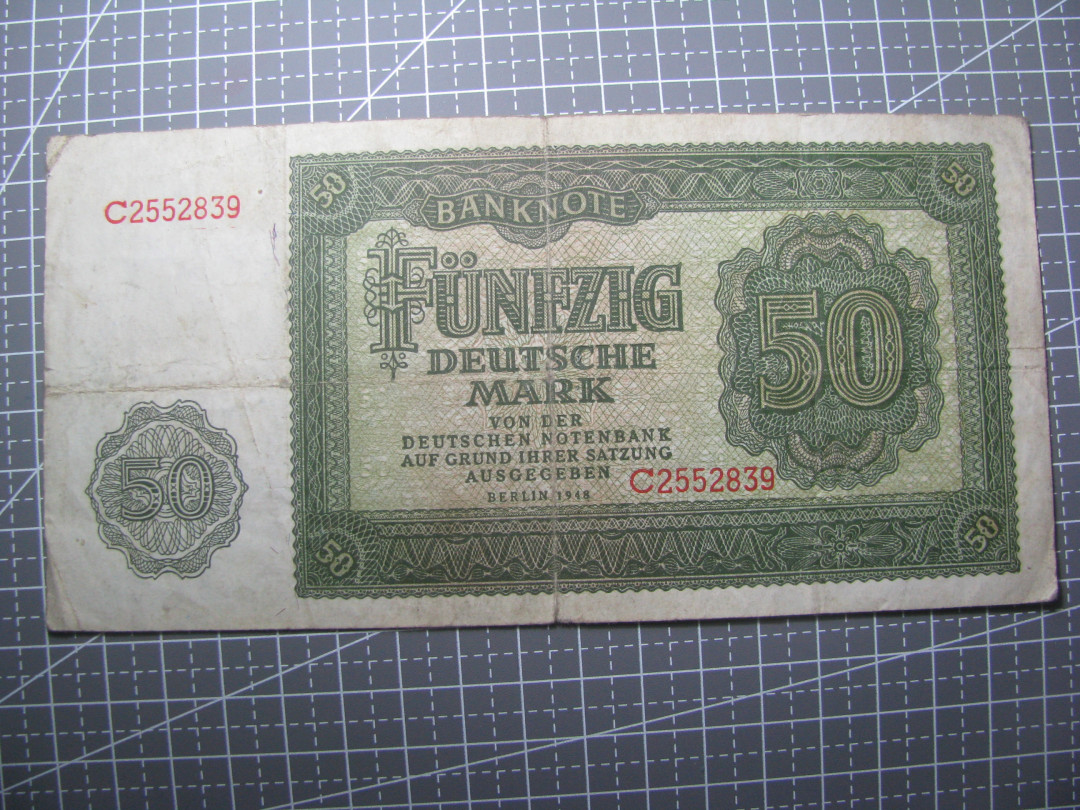 C2552839
50
50
50
BANKNOTE
FÜNFZIG
DEUTSCHE
MARK
VON DER
DEUTSCHEN NOTENBANK
AUF GRUND IHRER SATZUNG
AUSGEGEBEN
BERLIN 1948
C2552839
50
50
50
50